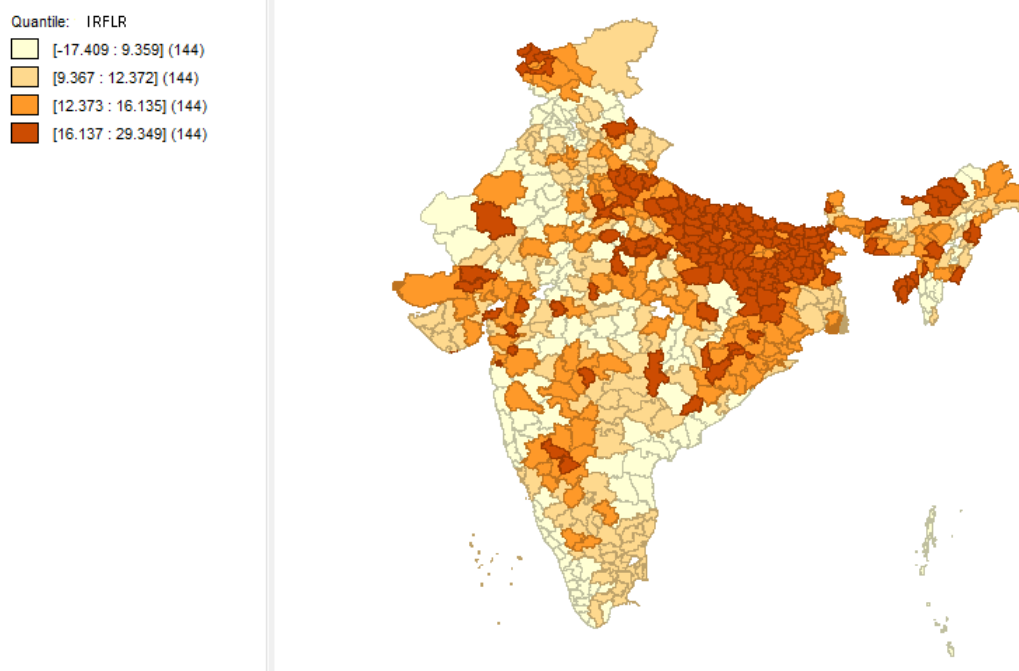 Quantile: IRFLR
[-17.409 : 9.359] (144)
[9.367 : 12.372] (144)
[12.373 : 16.135] (144)
[16.137 : 29.349] (144)